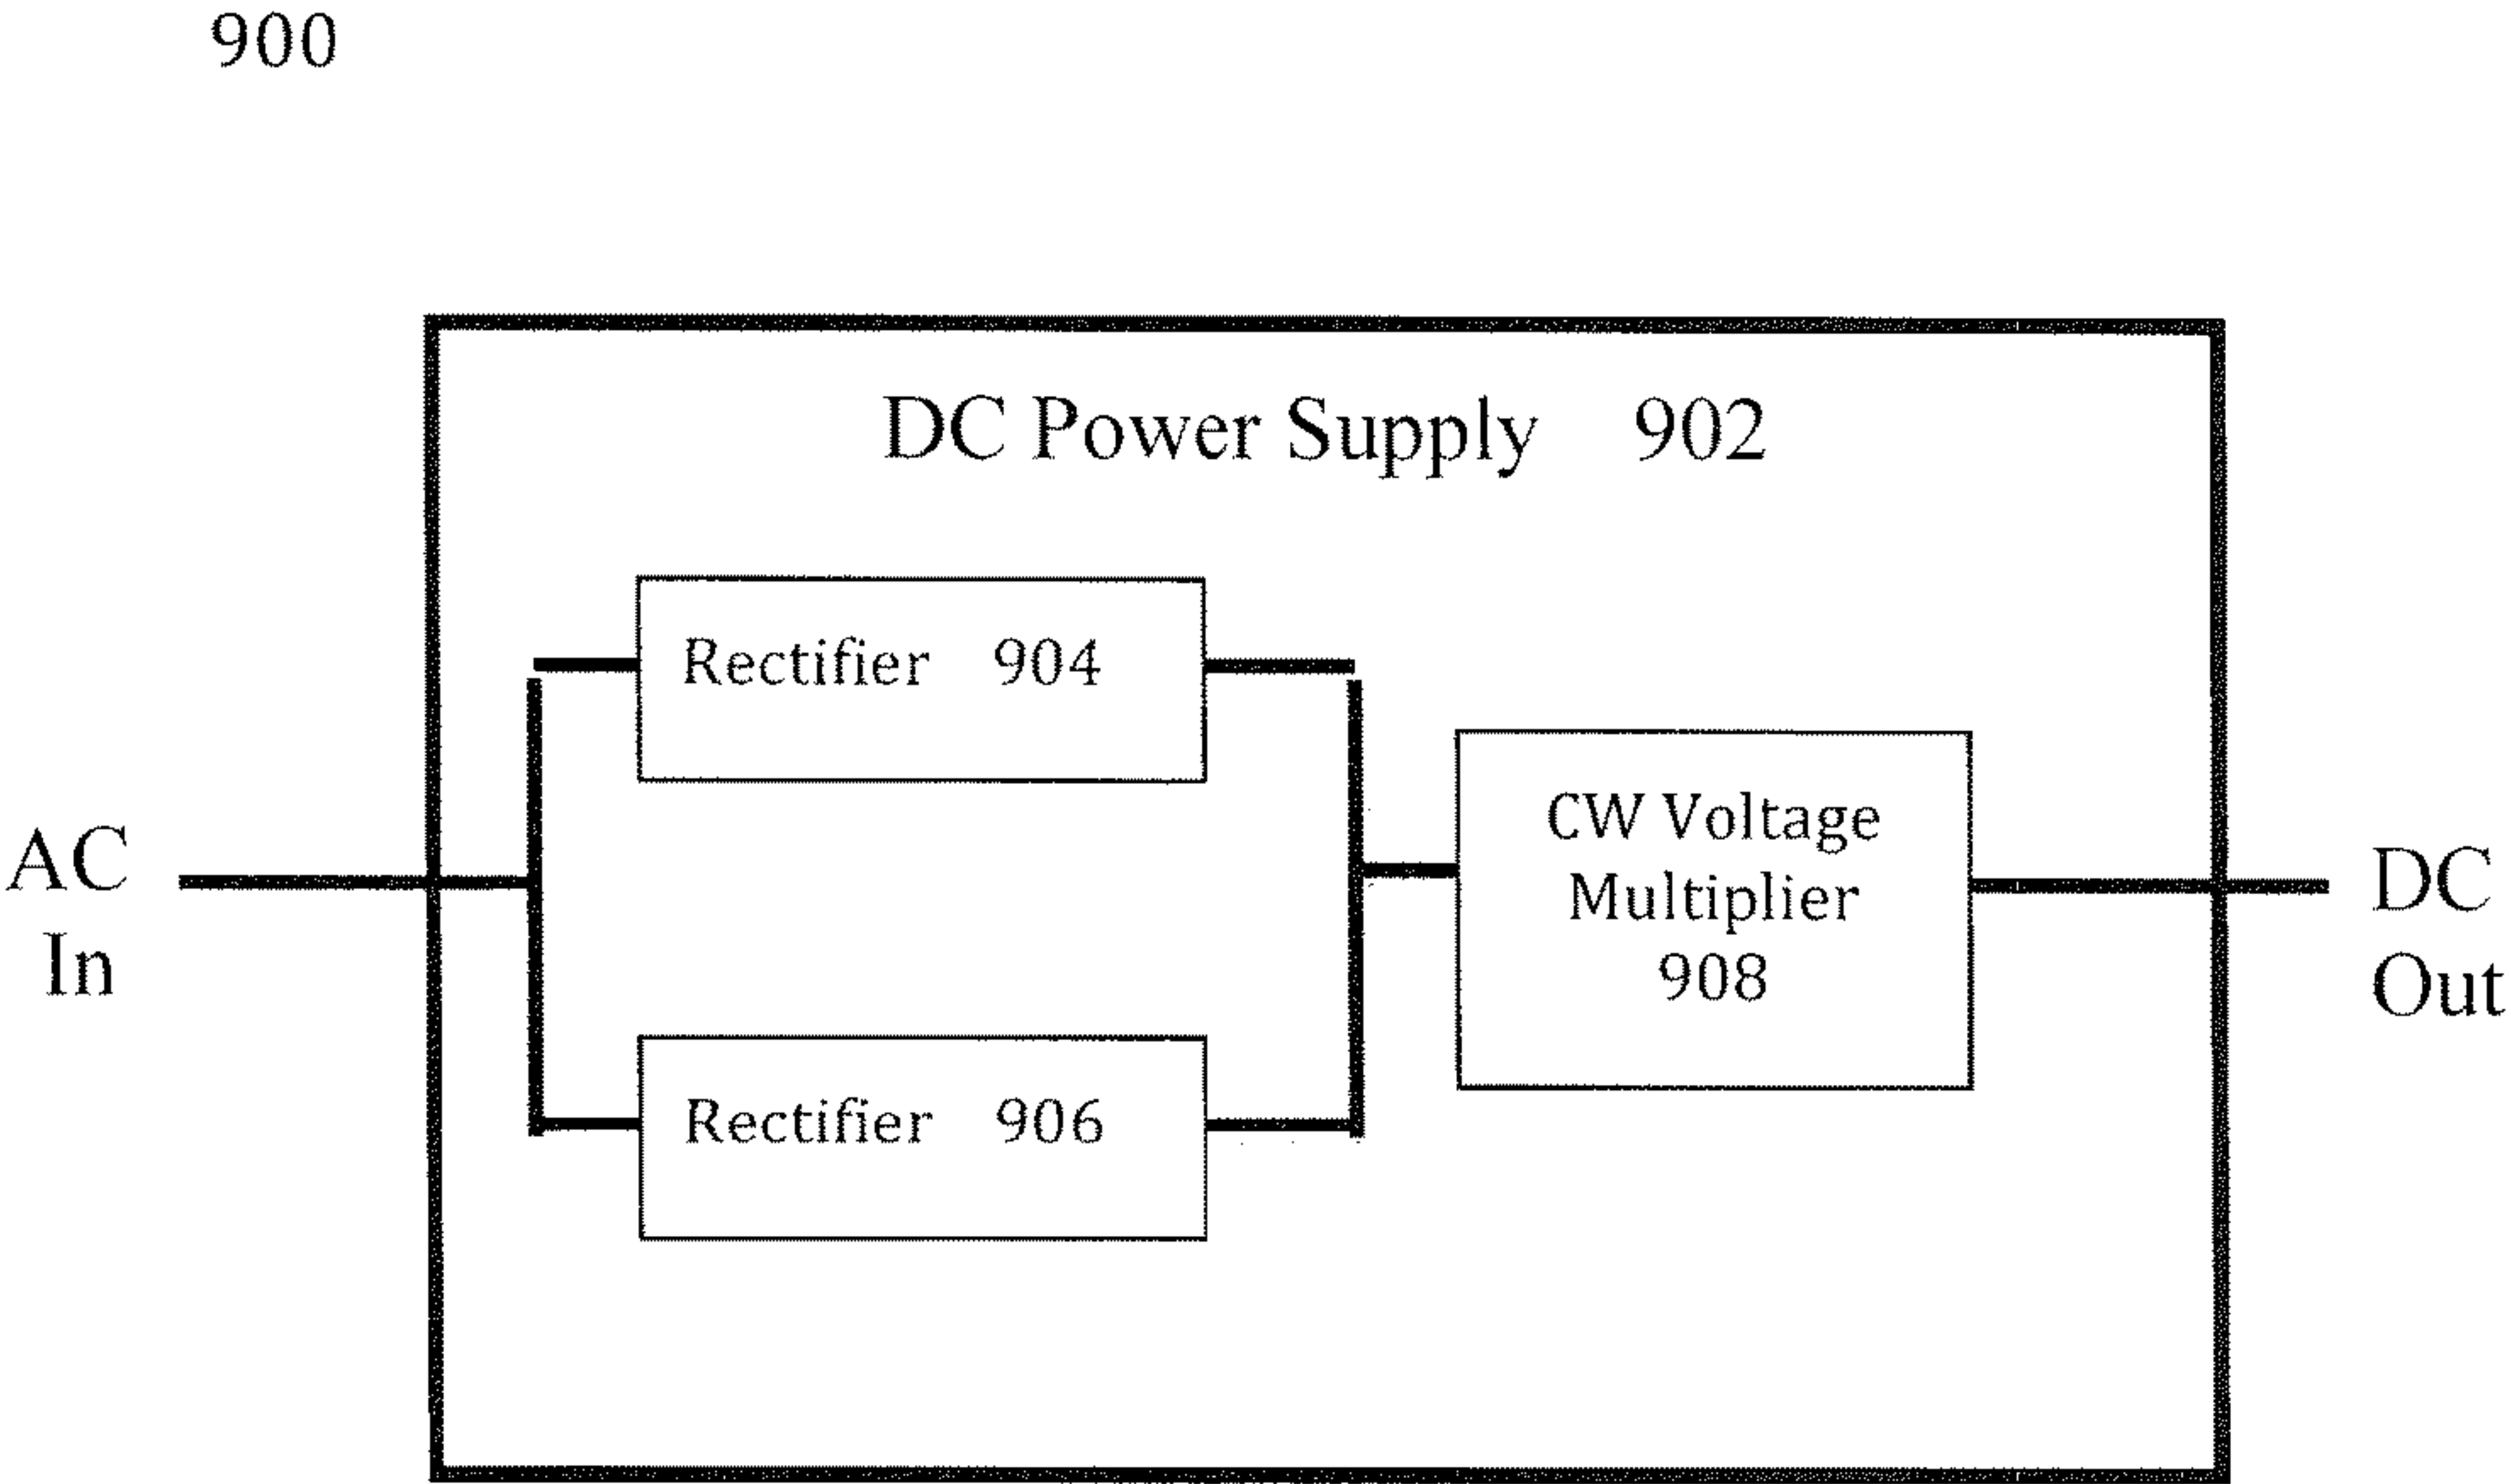 900
DC Power Supply 902
Rectifier 904
AC
In
CW Voltage
Multiplier
908
DC
Out
Rectifier 906